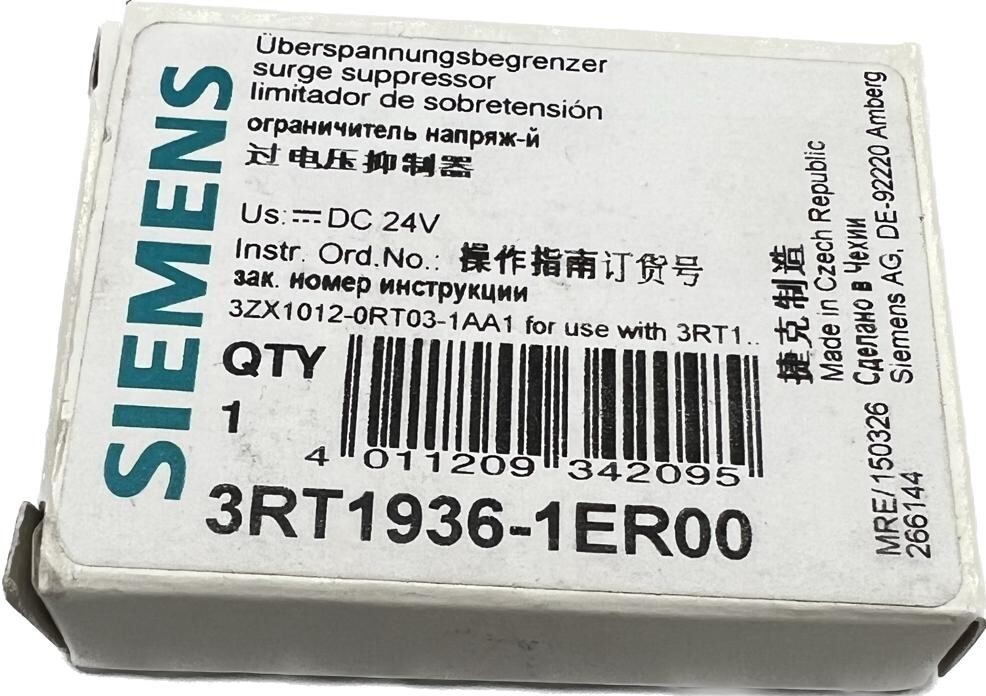 SIEMENS
Überspannungsbegrenzer
surge suppressor
limitador de sobretensión
ограничитель напряж-й
过电压抑制器
Us: ⎓ DC 24V
Instr. Ord.No.: 操作指南订货号
зак. номер инструкции
3ZX1012-0RT03-1AA1 for use with 3RT1..
QTY
1
4 011209 342095
3RT1936-1ER00
捷克制造
Made in Czech Republic
Сделано в Чехии
Siemens AG, DE-92220 Amberg
MRE/150326
266144